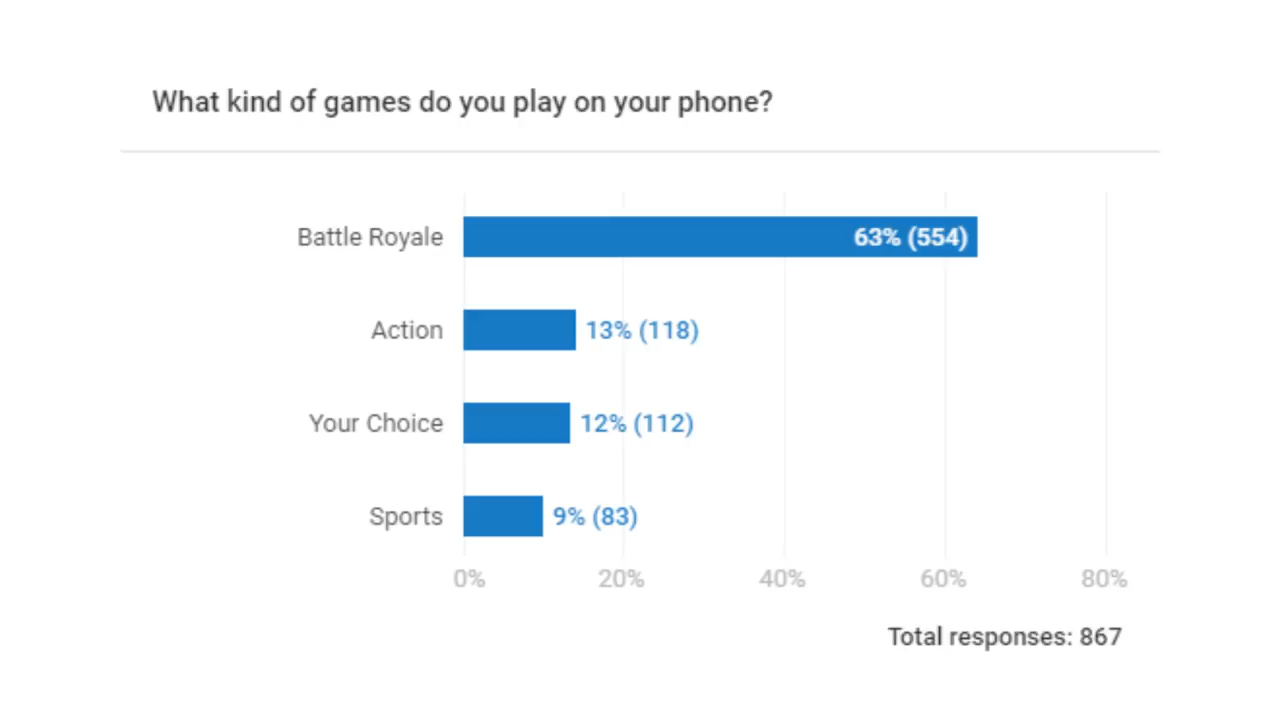 What kind of games do you play on your phone?
Battle Royale 63% (554)
Action 13% (118)
Your Choice 12% (112)
Sports 9% (83)
0% 20% 40% 60% 80%
Total responses: 867